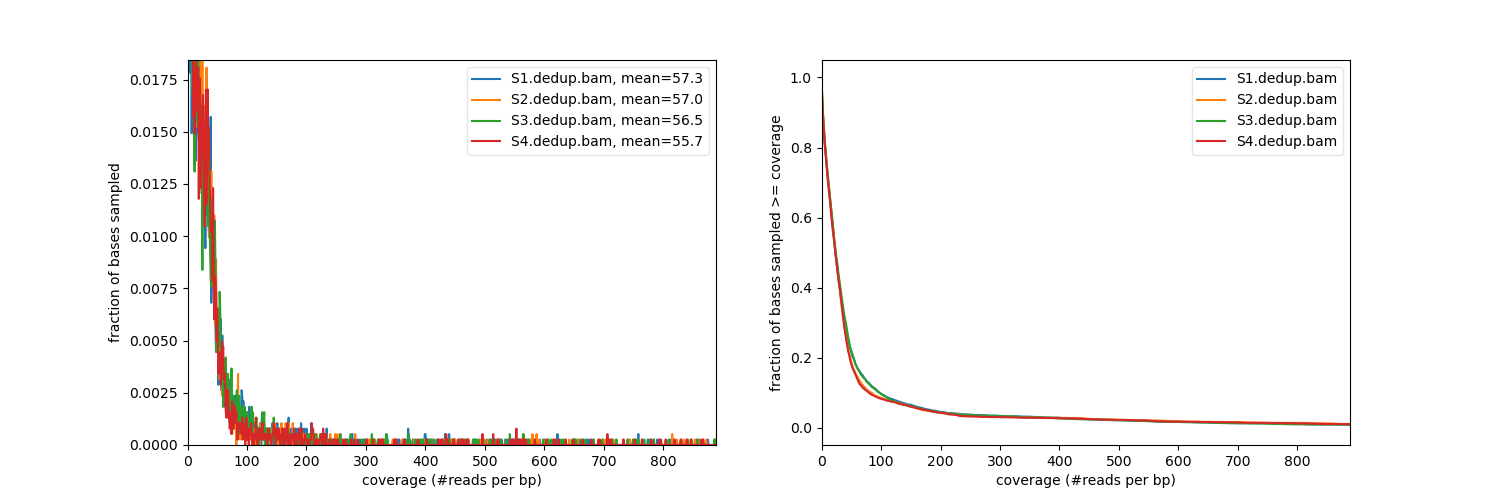 0.0175
0.0150
0.0125
0.0100
0.0075
0.0050
0.0025
0.0000
fraction of bases sampled
0 100 200 300 400 500 600 700 800
coverage (#reads per bp)
S1.dedup.bam, mean=57.3
S2.dedup.bam, mean=57.0
S3.dedup.bam, mean=56.5
S4.dedup.bam, mean=55.7
1.0
0.8
0.6
0.4
0.2
0.0
fraction of bases sampled >= coverage
0 100 200 300 400 500 600 700 800
coverage (#reads per bp)
S1.dedup.bam
S2.dedup.bam
S3.dedup.bam
S4.dedup.bam